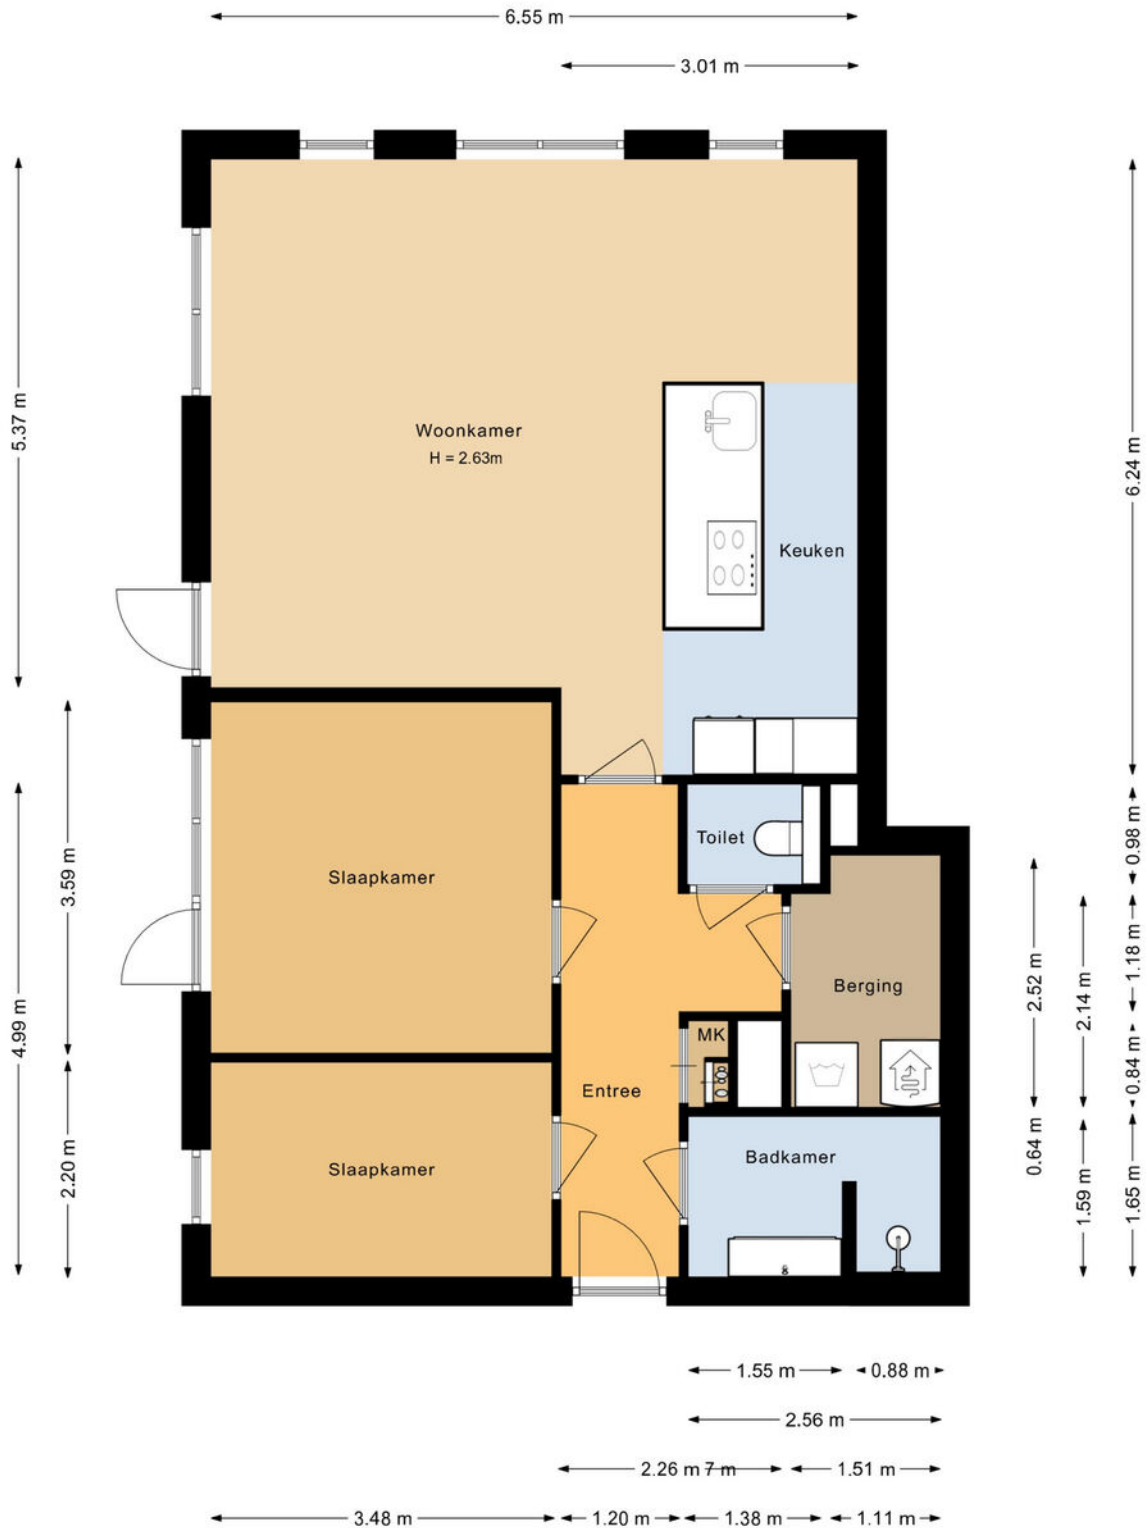 6.55 m
3.01 m
5.37 m
6.24 m
Woonkamer
H = 2.63m
Keuken
3.59 m
4.99 m
2.20 m
Slaapkamer
Toilet
0.98 m
1.18 m
2.52 m
2.14 m
Berging
MK
0.84 m
Entree
Slaapkamer
Badkamer
0.64 m
1.59 m
1.65 m
1.55 m
0.88 m
2.56 m
2.26 m 7 m
1.51 m
3.48 m
1.20 m
1.38 m
1.11 m